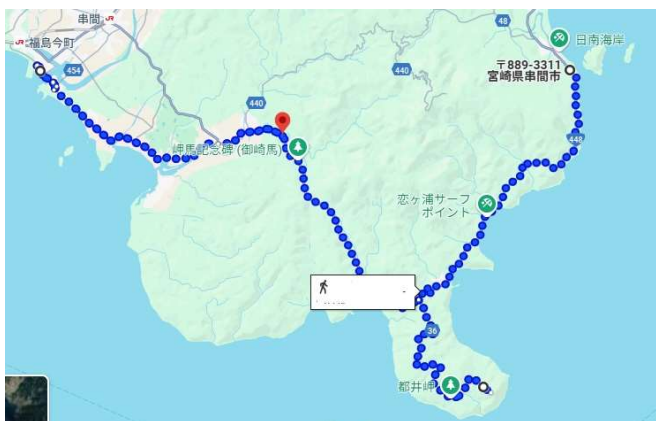 串間
福島今町
454
48
日南海岸
〒889-3311
宮崎県串間市
440
440
448
岬馬記念碑 (御崎馬)
恋ヶ浦サーフ
ポイント
36
都井岬